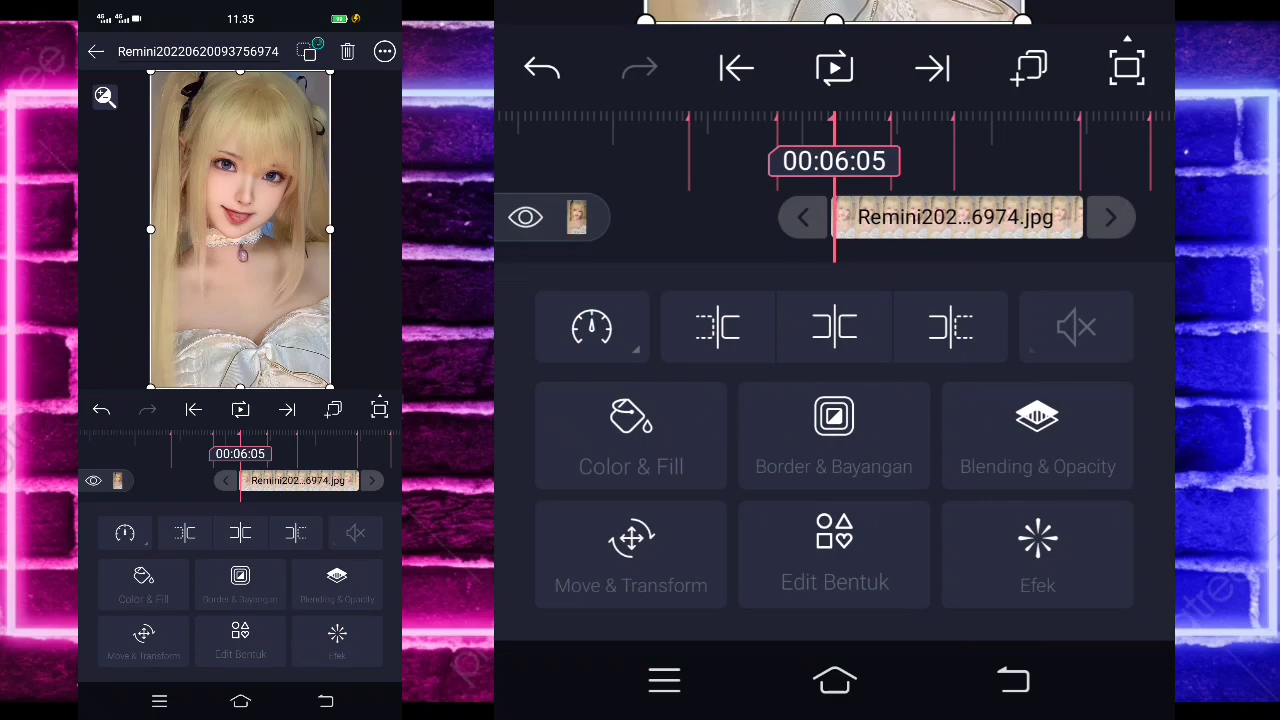 11.35
Remini20220620093756974
00:06:05
Remini202...6974.jpg
Color & Fill
Border & Bayangan
Blending & Opacity
Move & Transform
Edit Bentuk
Efek
00:06:05
Remini202...6974.jpg
Color & Fill
Border & Bayangan
Blending & Opacity
Move & Transform
Edit Bentuk
Efek